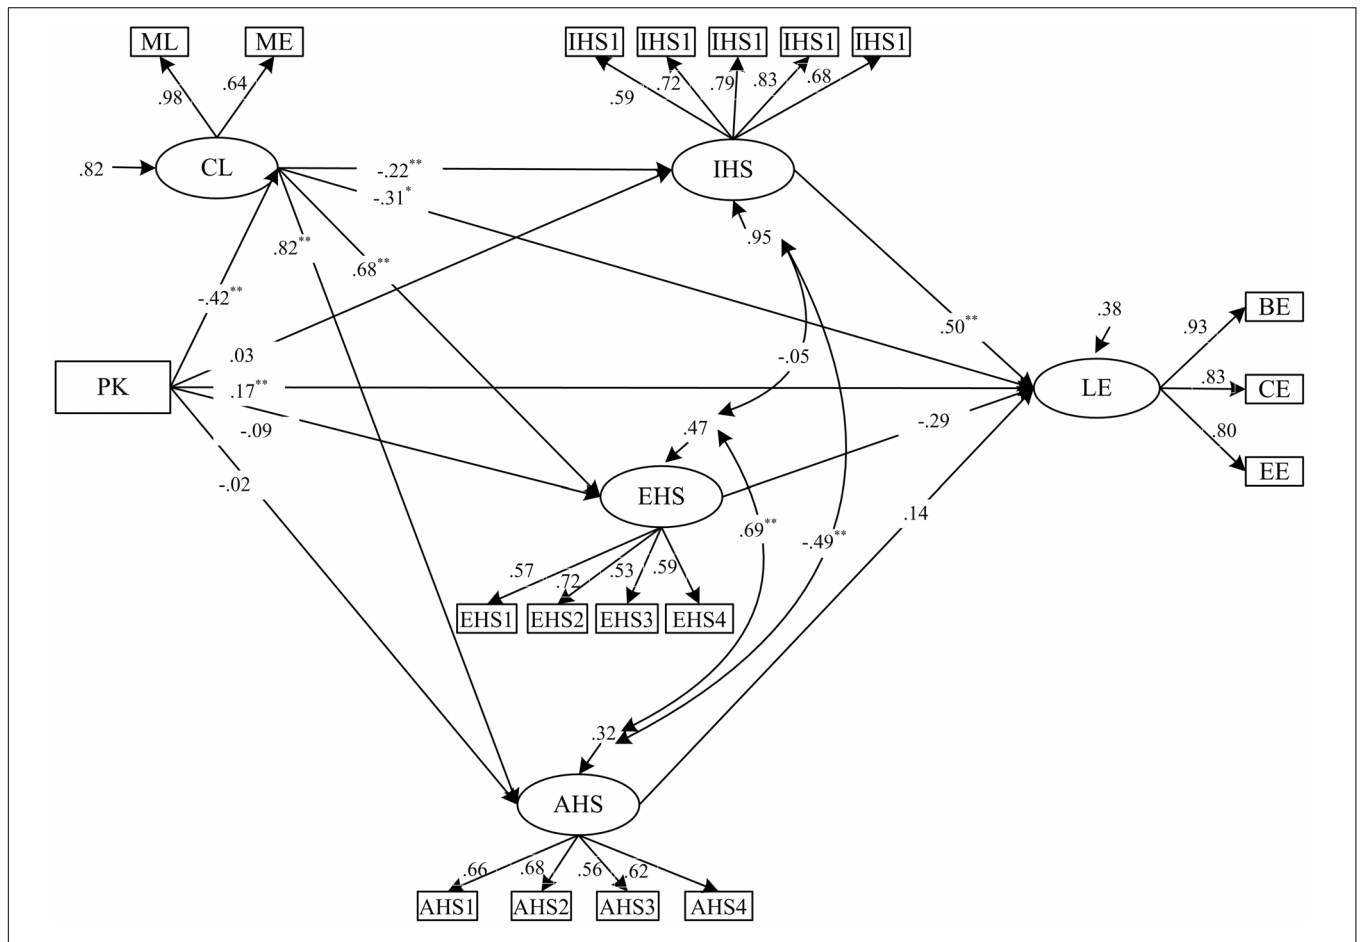 ML ME IHS1 IHS1 IHS1 IHS1 IHS1
.98 .64 .59 .72 .79 .83 .68
.82 CL -.22** IHS
-.31*
.82** .68** .95
-.42** .50** .38 .93 BE
.03 -.05
PK .17** LE .83 CE
-.09 .47 -.29 .80
-.02 EHS EE
.69** -.49** .14
.57 .72 .53 .59
EHS1 EHS2 EHS3 EHS4
.32
AHS
.66 .68 .56 .62
AHS1 AHS2 AHS3 AHS4